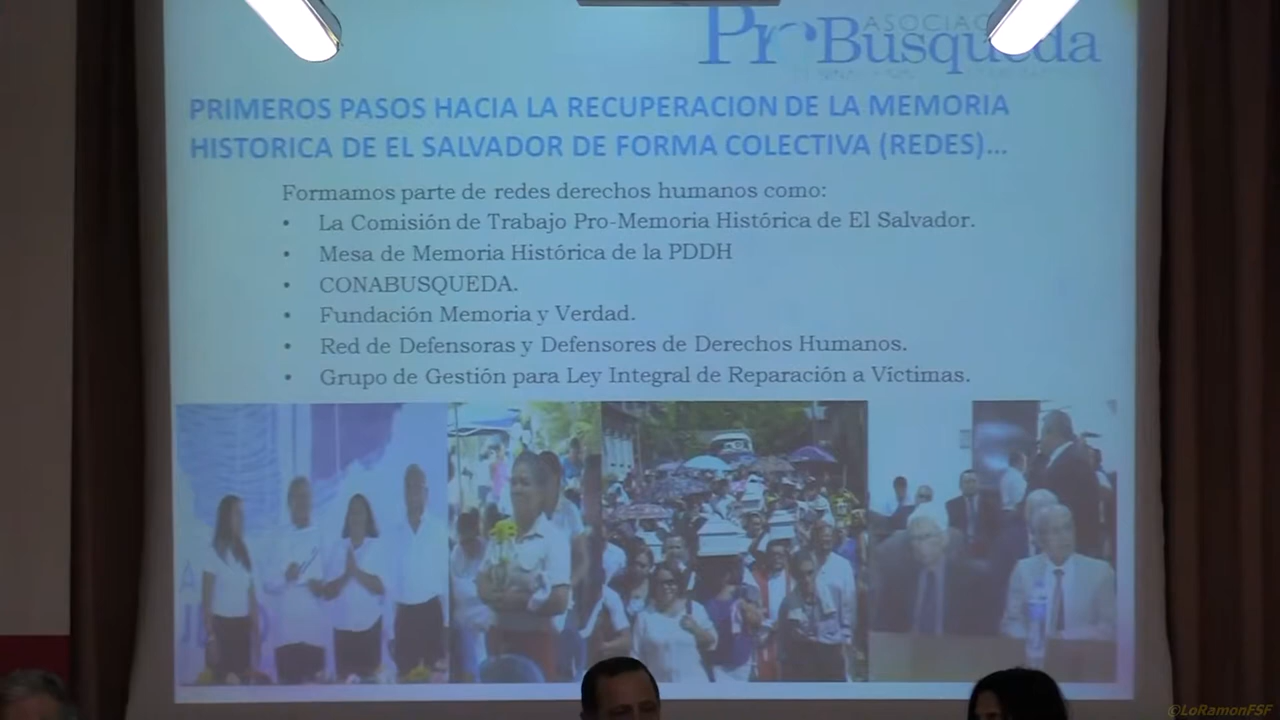 ASOCIAC
Pro Búsqueda
PRIMEROS PASOS HACIA LA RECUPERACION DE LA MEMORIA
HISTORICA DE EL SALVADOR DE FORMA COLECTIVA (REDES)...
Formamos parte de redes derechos humanos como:
• La Comisión de Trabajo Pro-Memoria Histórica de El Salvador.
• Mesa de Memoria Histórica de la PDDH
• CONABUSQUEDA.
• Fundación Memoria y Verdad.
• Red de Defensoras y Defensores de Derechos Humanos.
• Grupo de Gestión para Ley Integral de Reparación a Víctimas.
©LoRamonFSF